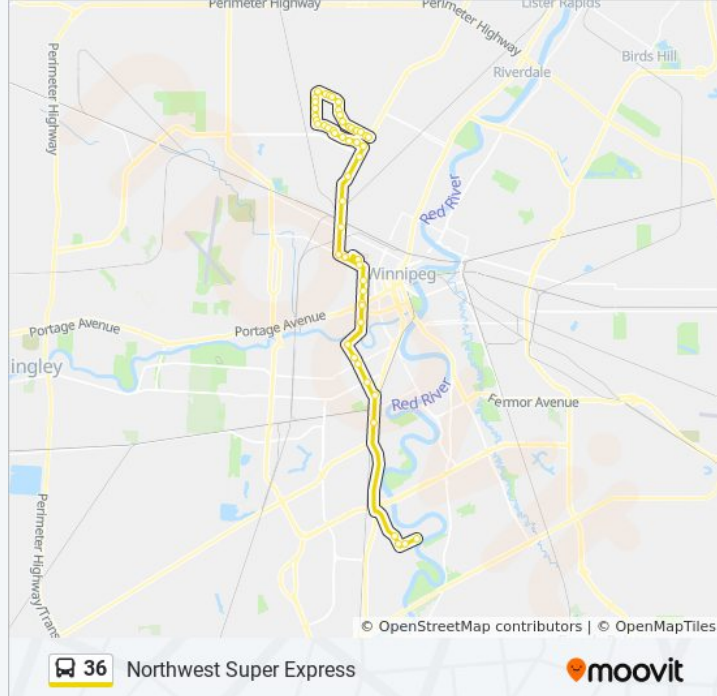 Perimeter Highway
Lister Rapids
Perimeter Highway
Perimeter Highway
Birds Hill
Riverdale
Red River
Winnipeg
Portage Avenue
Portage Avenue
ingley
Red River
Fermor Avenue
Perimeter Highway/Trans
© OpenStreetMap contributors | © OpenMapTiles
36 Northwest Super Express
moovit